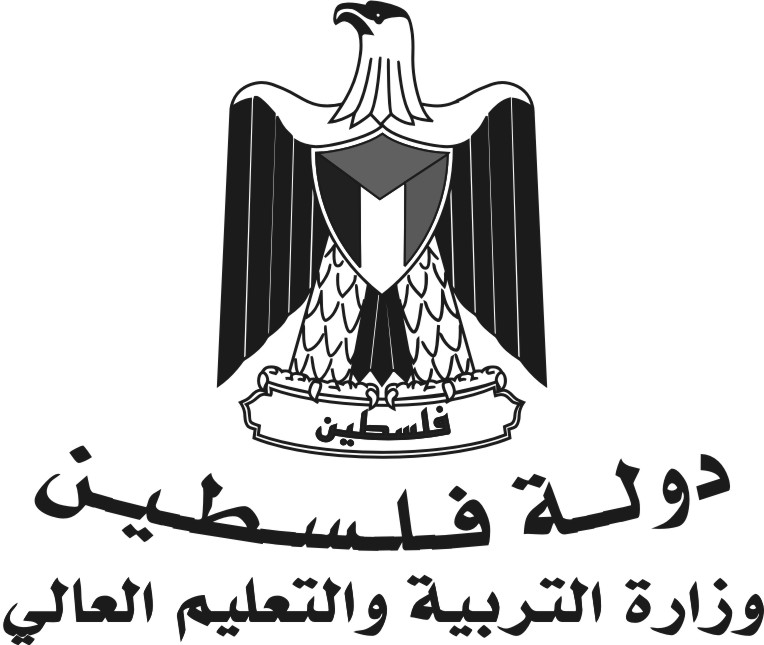 فلسطين
دولة فلسطين
وزارة التربية والتعليم العالي